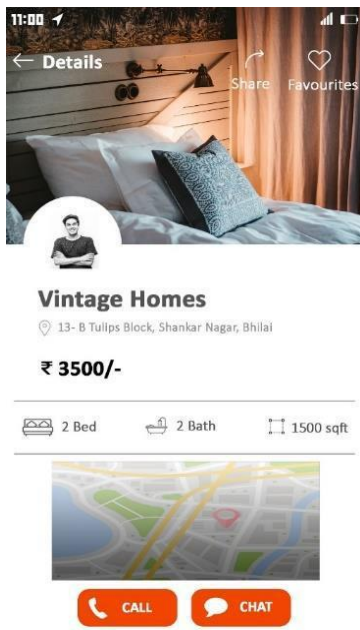 11:00
← Details
Share Favourites
Vintage Homes
13- B Tulips Block, Shankar Nagar, Bhilai
₹ 3500/-
2 Bed 2 Bath 1500 sqft
CALL CHAT